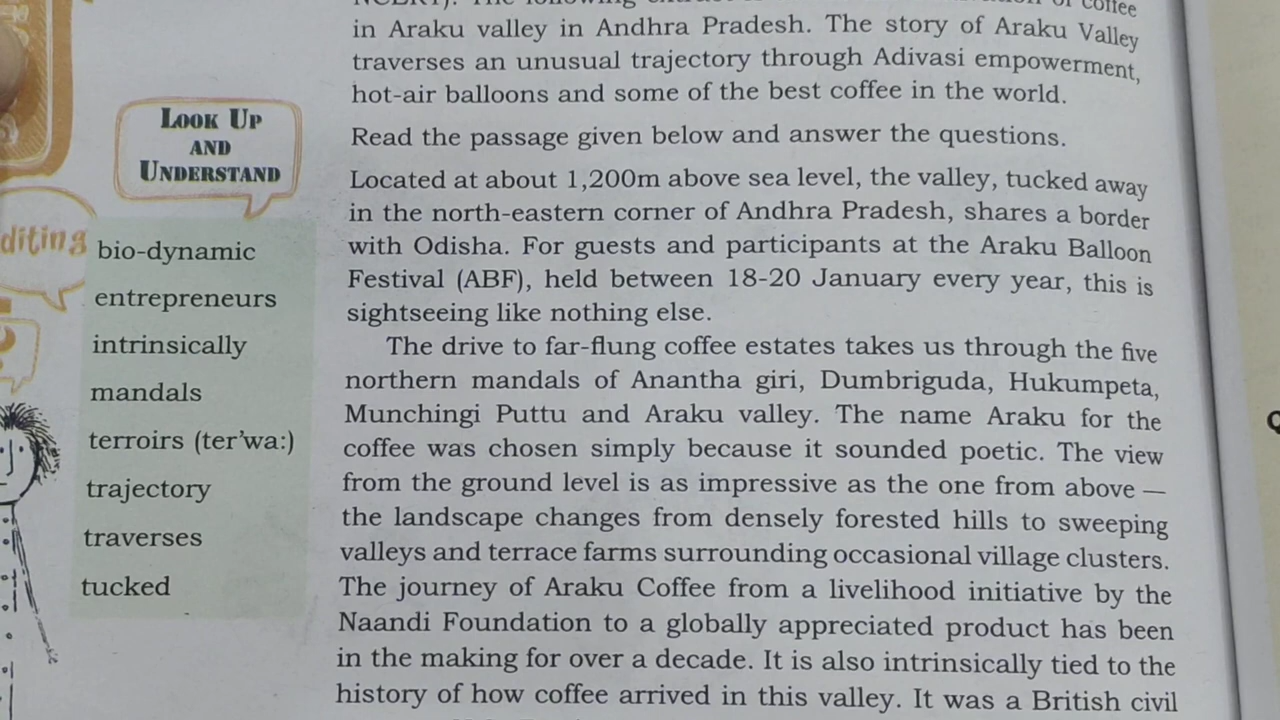 of coffee
in Araku valley in Andhra Pradesh. The story of Araku Valley
traverses an unusual trajectory through Adivasi empowerment,
hot-air balloons and some of the best coffee in the world.
Read the passage given below and answer the questions.
LOOK UP
AND
UNDERSTAND
diting
bio-dynamic
entrepreneurs
intrinsically
mandals
terroirs (ter'wa:)
trajectory
traverses
tucked
Located at about 1,200m above sea level, the valley, tucked away
in the north-eastern corner of Andhra Pradesh, shares a border
with Odisha. For guests and participants at the Araku Balloon
Festival (ABF), held between 18-20 January every year, this is
sightseeing like nothing else.
The drive to far-flung coffee estates takes us through the five
northern mandals of Anantha giri, Dumbriguda, Hukumpeta,
Munchingi Puttu and Araku valley. The name Araku for the
coffee was chosen simply because it sounded poetic. The view
from the ground level is as impressive as the one from above —
the landscape changes from densely forested hills to sweeping
valleys and terrace farms surrounding occasional village clusters.
The journey of Araku Coffee from a livelihood initiative by the
Naandi Foundation to a globally appreciated product has been
in the making for over a decade. It is also intrinsically tied to the
history of how coffee arrived in this valley. It was a British civil